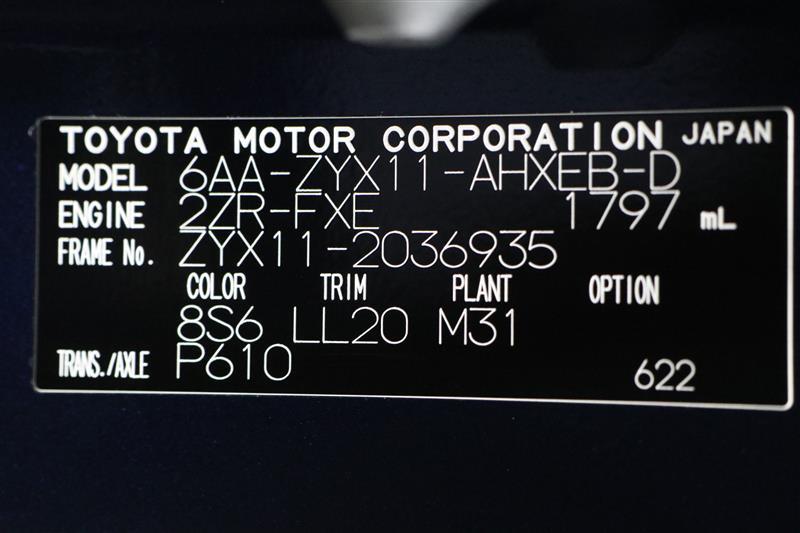 TOYOTA MOTOR CORPORATION JAPAN
MODEL 6AA-ZYX11-AHXEB-D
ENGINE 2ZR-FXE 1797 mL
FRAME No. ZYX11-2036935
COLOR TRIM PLANT OPTION
8S6 LL20 M31
TRANS./AXLE P610 622